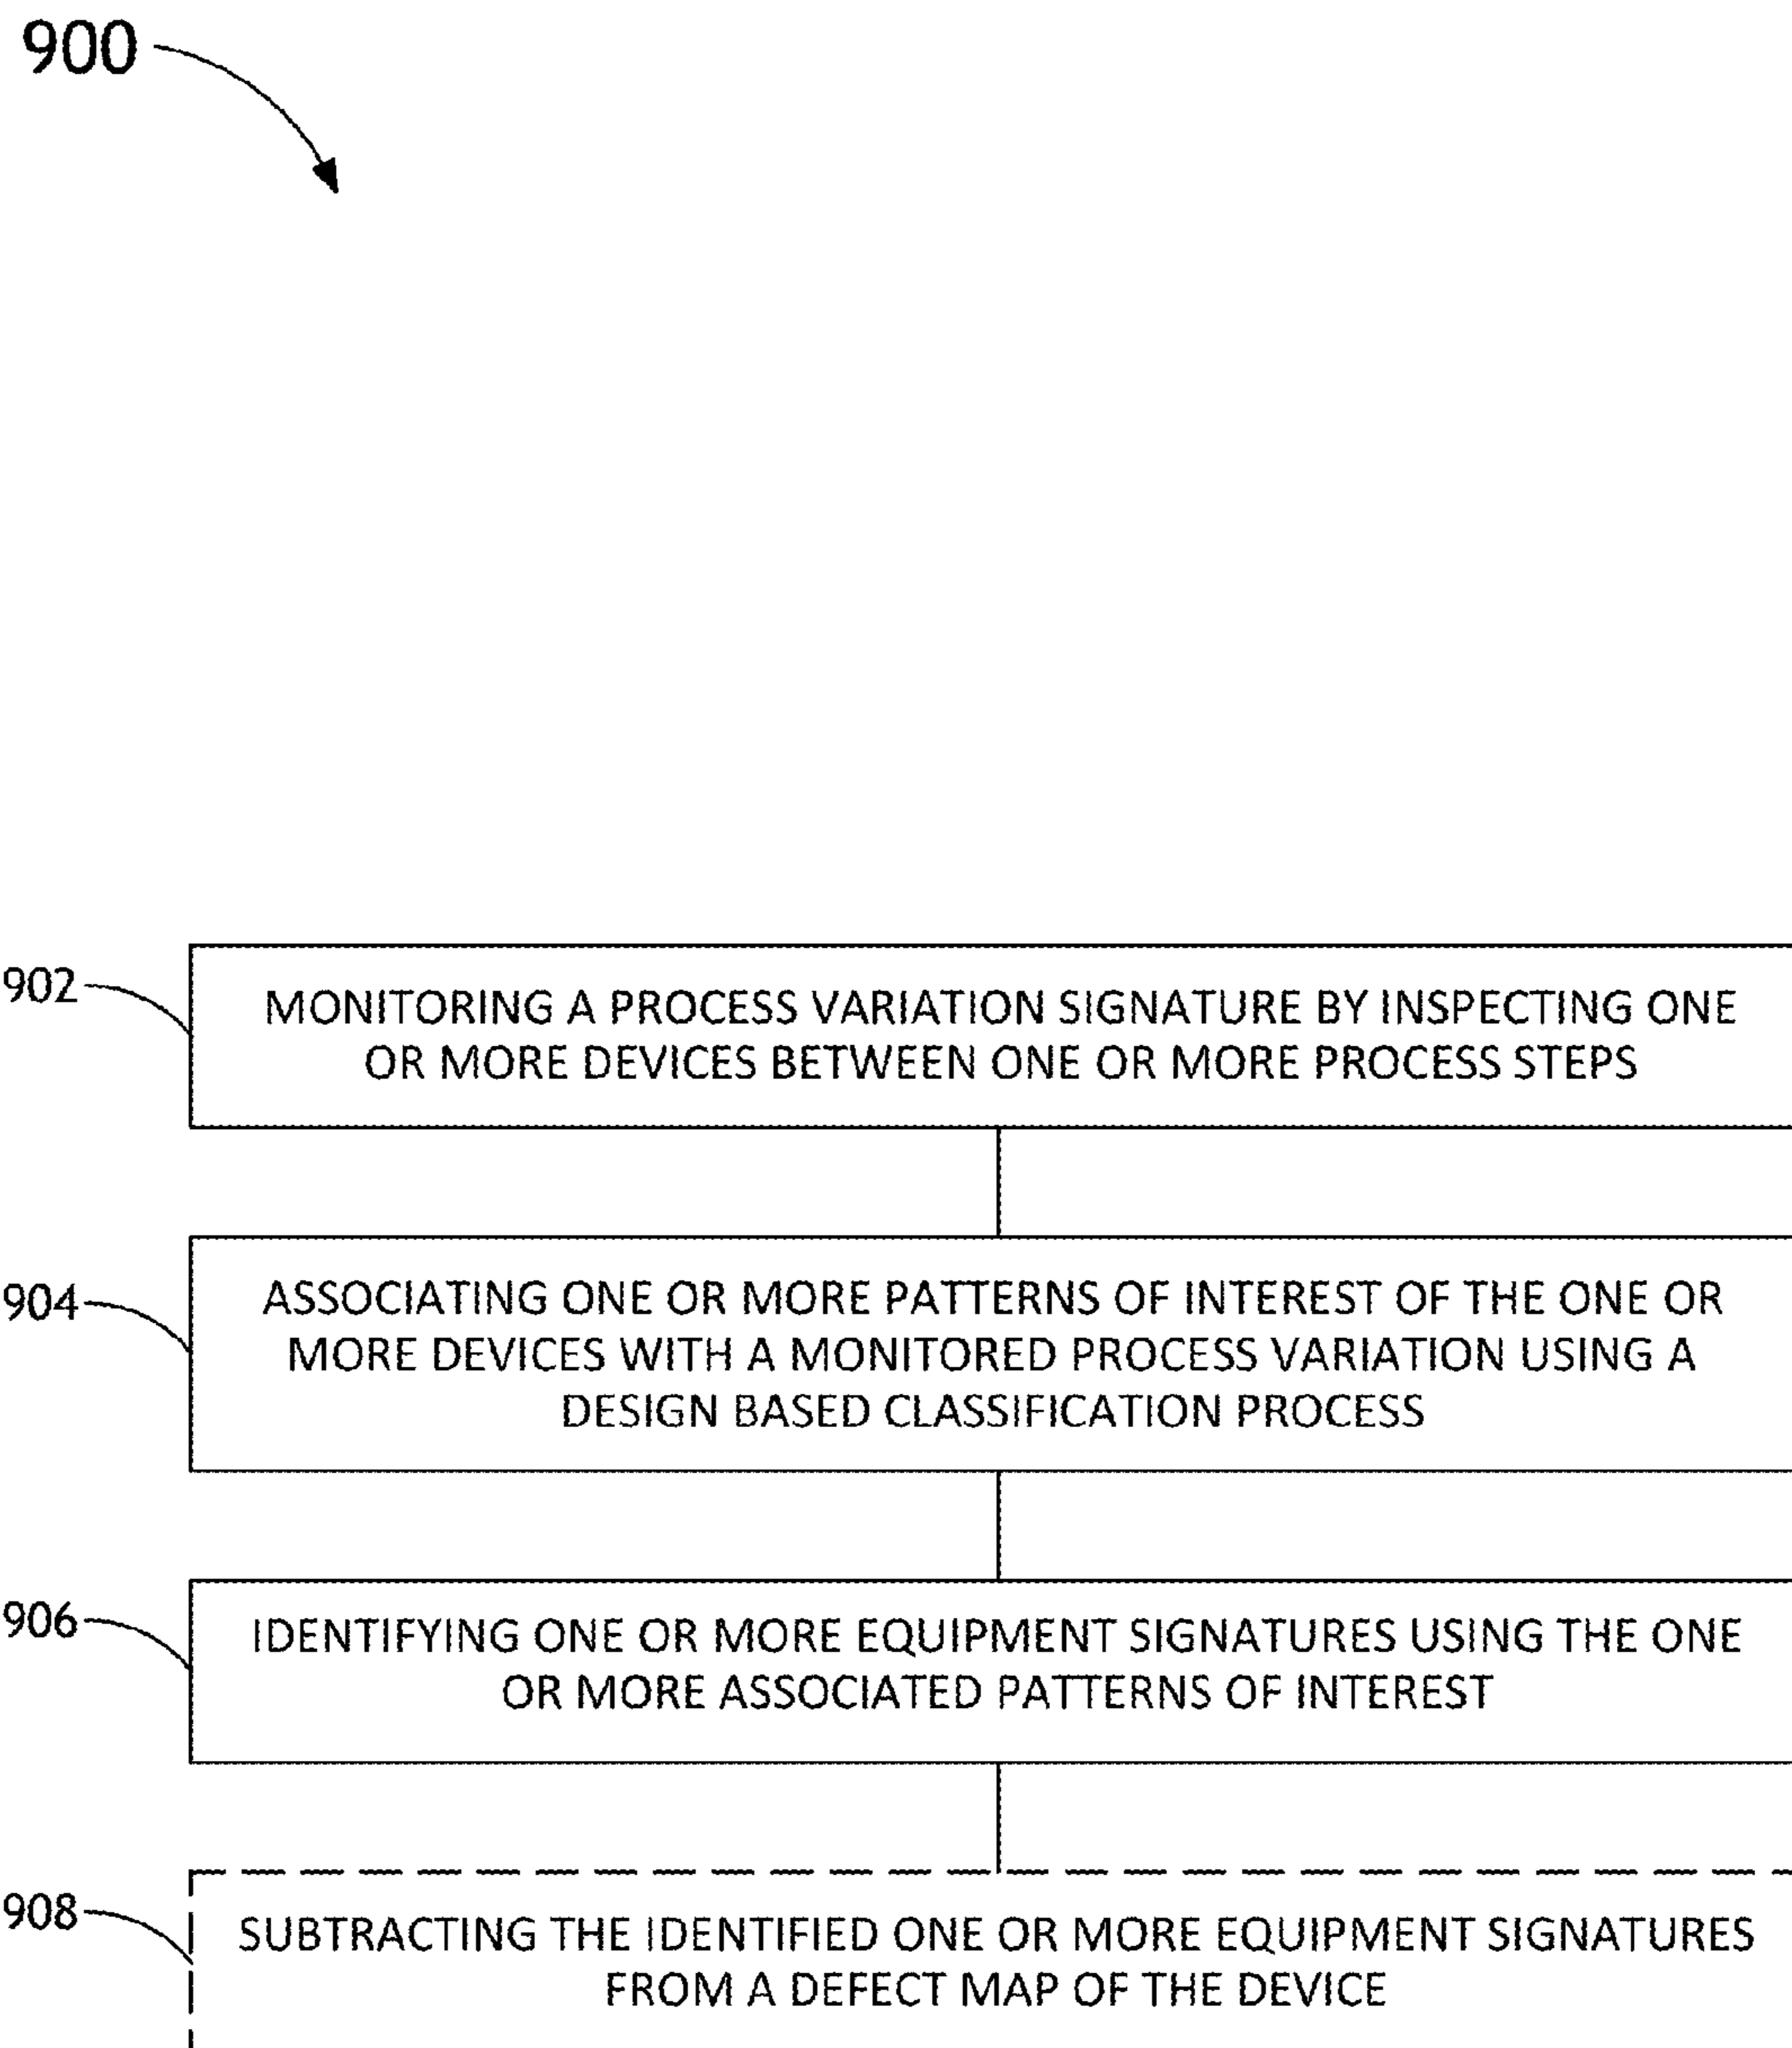 900
902
MONITORING A PROCESS VARIATION SIGNATURE BY INSPECTING ONE
OR MORE DEVICES BETWEEN ONE OR MORE PROCESS STEPS
904
ASSOCIATING ONE OR MORE PATTERNS OF INTEREST OF THE ONE OR
MORE DEVICES WITH A MONITORED PROCESS VARIATION USING A
DESIGN BASED CLASSIFICATION PROCESS
906
IDENTIFYING ONE OR MORE EQUIPMENT SIGNATURES USING THE ONE
OR MORE ASSOCIATED PATTERNS OF INTEREST
908
SUBTRACTING THE IDENTIFIED ONE OR MORE EQUIPMENT SIGNATURES
FROM A DEFECT MAP OF THE DEVICE